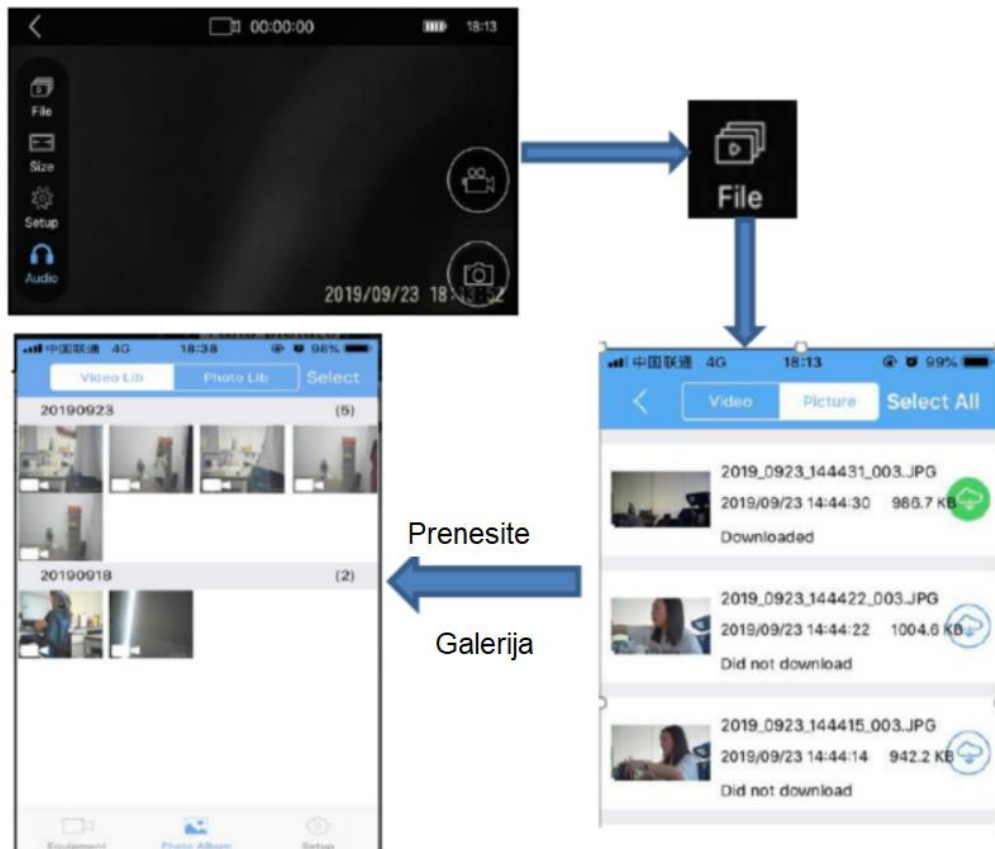 00:00:00 18:13
File
Size
Setup
Audio
2019/09/23 18:13:52
File
中国联通 4G 18:13 99%
Video Picture Select All
2019_0923_144431_003.JPG
2019/09/23 14:44:30 986.7 KB
Downloaded
2019_0923_144422_003.JPG
2019/09/23 14:44:22 1004.6 KB
Did not download
2019_0923_144415_003.JPG
2019/09/23 14:44:14 942.2 KB
Did not download
Prenesite
Galerija
中国联通 4G 18:38 98%
Video Lib Photo Lib Select
20190923 (5)
20190918 (2)
Equipment Photo Album Setup